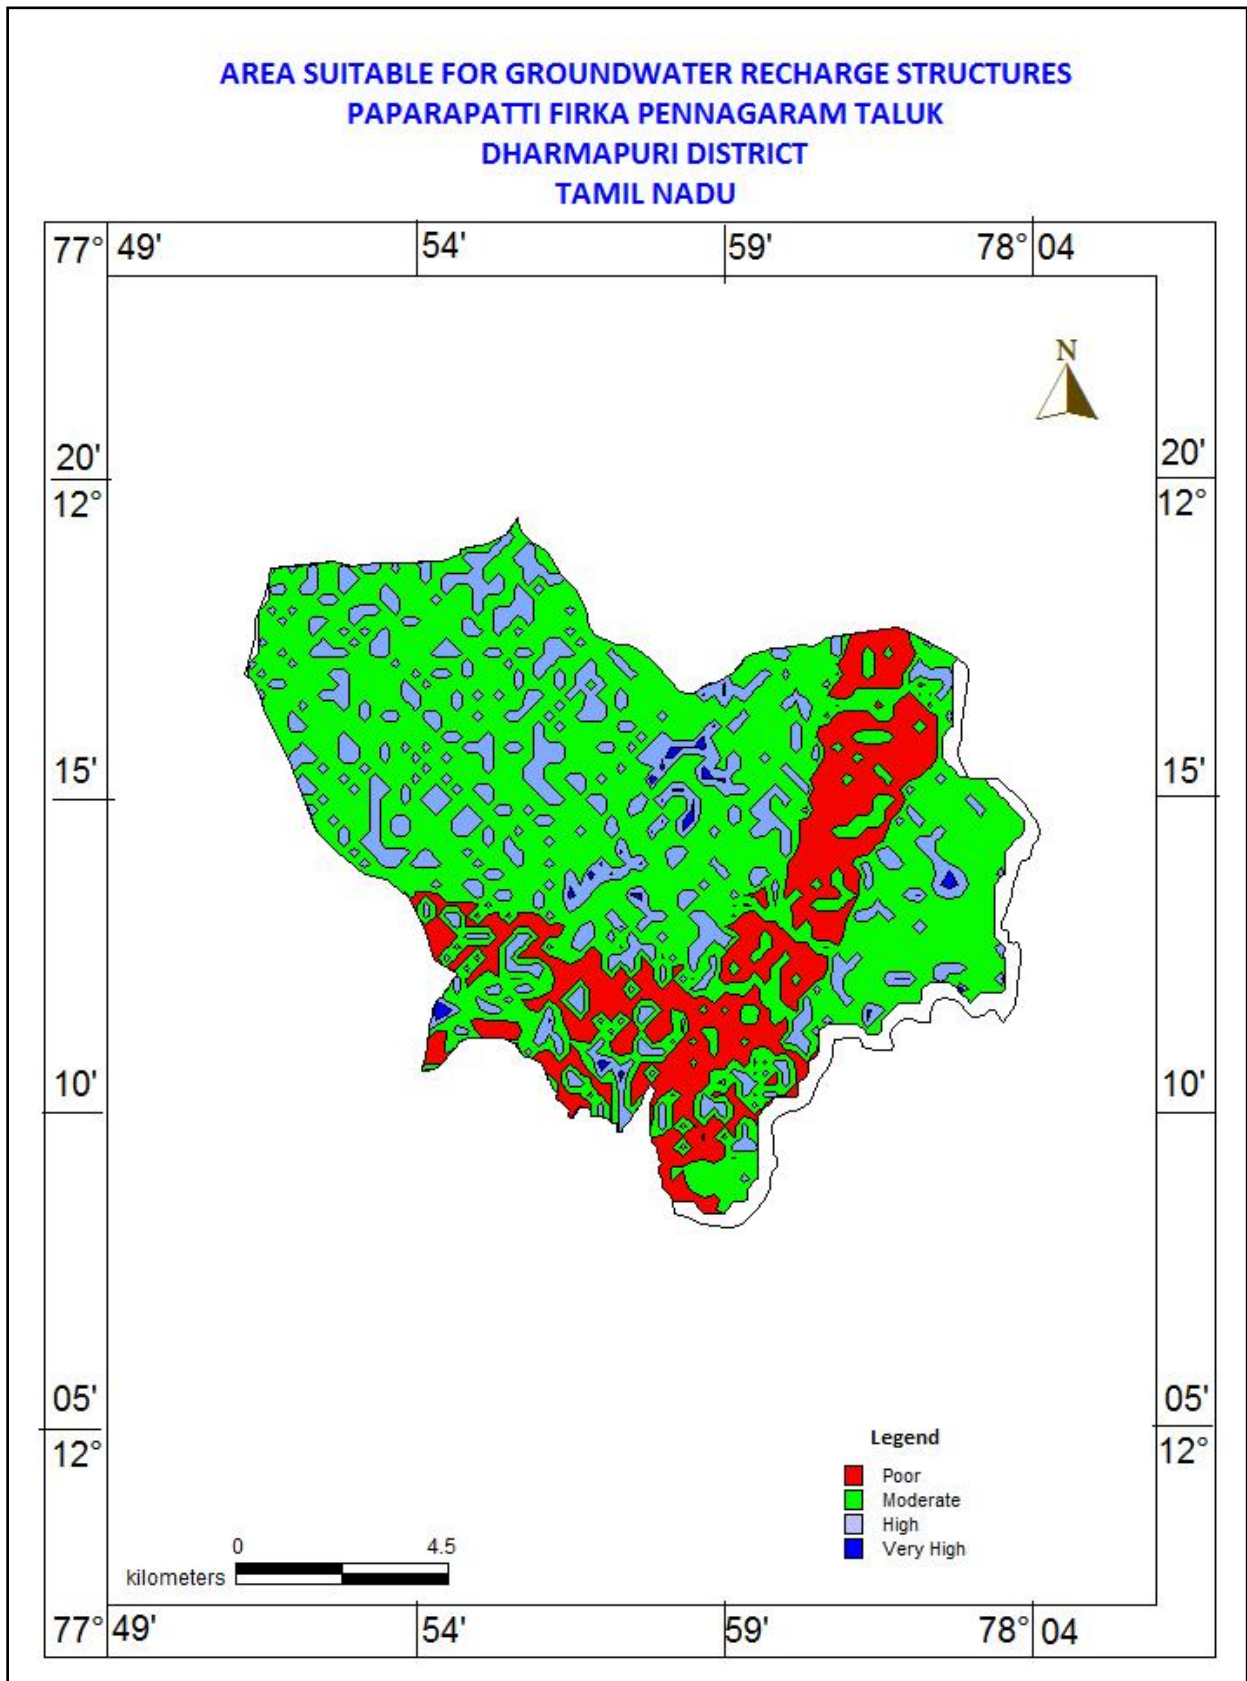 AREA SUITABLE FOR GROUNDWATER RECHARGE STRUCTURES
PAPARAPATTI FIRKA PENNAGARAM TALUK
DHARMAPURI DISTRICT
TAMIL NADU
77° 49' 54' 59' 78° 04
N
20' 20'
12° 12°
15' 15'
10' 10'
05' 05'
12° 12°
Legend
Poor
Moderate
High
Very High
0 4.5
kilometers
77° 49' 54' 59' 78° 04